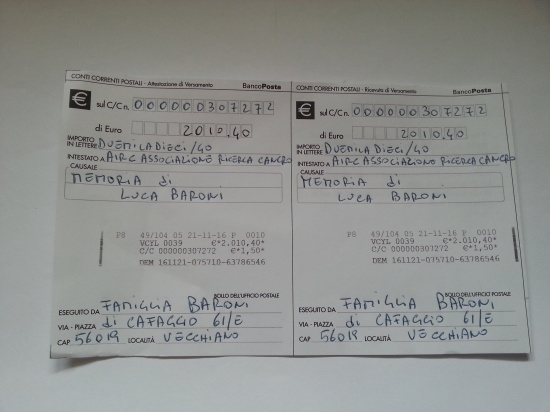 CONTI CORRENTI POSTALI - Attestazione di Versamento BancoPosta
€ sul C/C n. 000000307272
di Euro 2010,40
IMPORTO IN LETTERE DUEMILADIECI/40
INTESTATO A AIRC ASSOCIAZIONE RICERCA CANCRO
CAUSALE
MEMORIA di
LUCA BARONI
PS 49/104 05 21-11-16 P 0010
VCYL 0039 €*2.010,40*
C/C 000000307272 €*1,50*
DEM 161121-075710-63786546
BOLLO DELL'UFFICIO POSTALE
ESEGUITO DA FAMIGLIA BARONI
VIA - PIAZZA di CAFAGGIO 61/E
CAP 56019 LOCALITÀ VECCHIANO
CONTI CORRENTI POSTALI - Ricevuta di Versamento BancoPosta
€ sul C/C n. 000000307272
di Euro 2010,40
IMPORTO IN LETTERE DUEMILADIECI/40
INTESTATO A AIRC ASSOCIAZIONE RICERCA CANCRO
CAUSALE
MEMORIA di
LUCA BARONI
PS 49/104 05 21-11-16 P 0010
VCYL 0039 €*2.010,40*
C/C 000000307272 €*1,50*
DEM 161121-075710-63786546
BOLLO DELL'UFFICIO POSTALE
ESEGUITO DA FAMIGLIA BARONI
VIA - PIAZZA di CAFAGGIO 61/E
CAP 56019 LOCALITÀ VECCHIANO